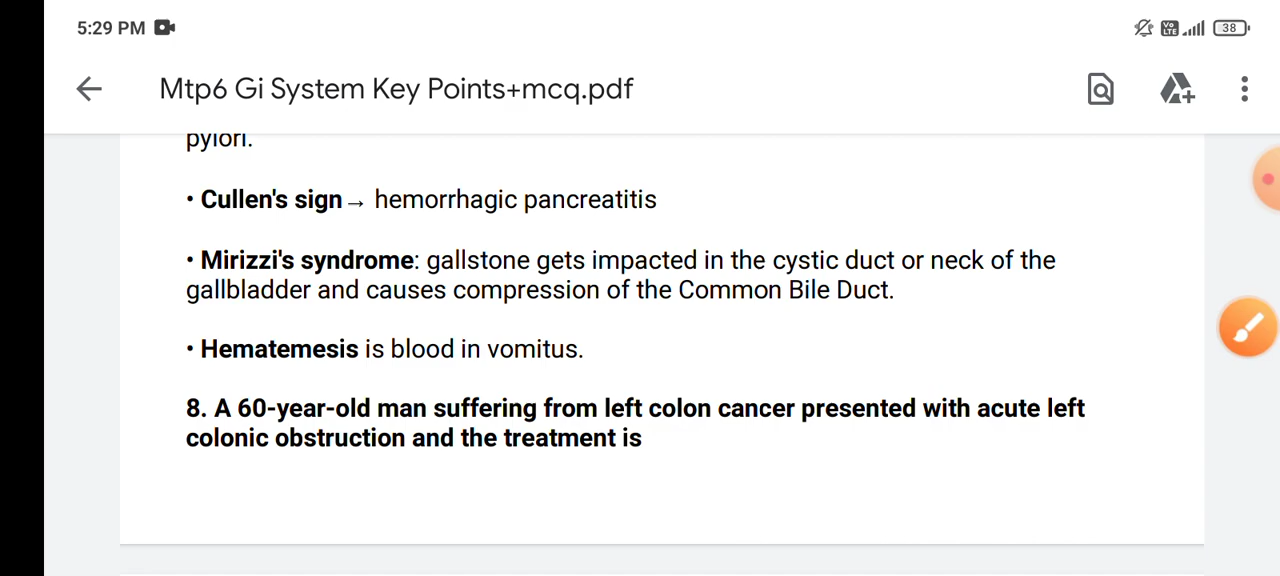 5:29 PM
Vo LTE
38
Mtp6 Gi System Key Points+mcq.pdf
pylori.
• Cullen's sign → hemorrhagic pancreatitis
• Mirizzi's syndrome: gallstone gets impacted in the cystic duct or neck of the
gallbladder and causes compression of the Common Bile Duct.
• Hematemesis is blood in vomitus.
8. A 60-year-old man suffering from left colon cancer presented with acute left
colonic obstruction and the treatment is